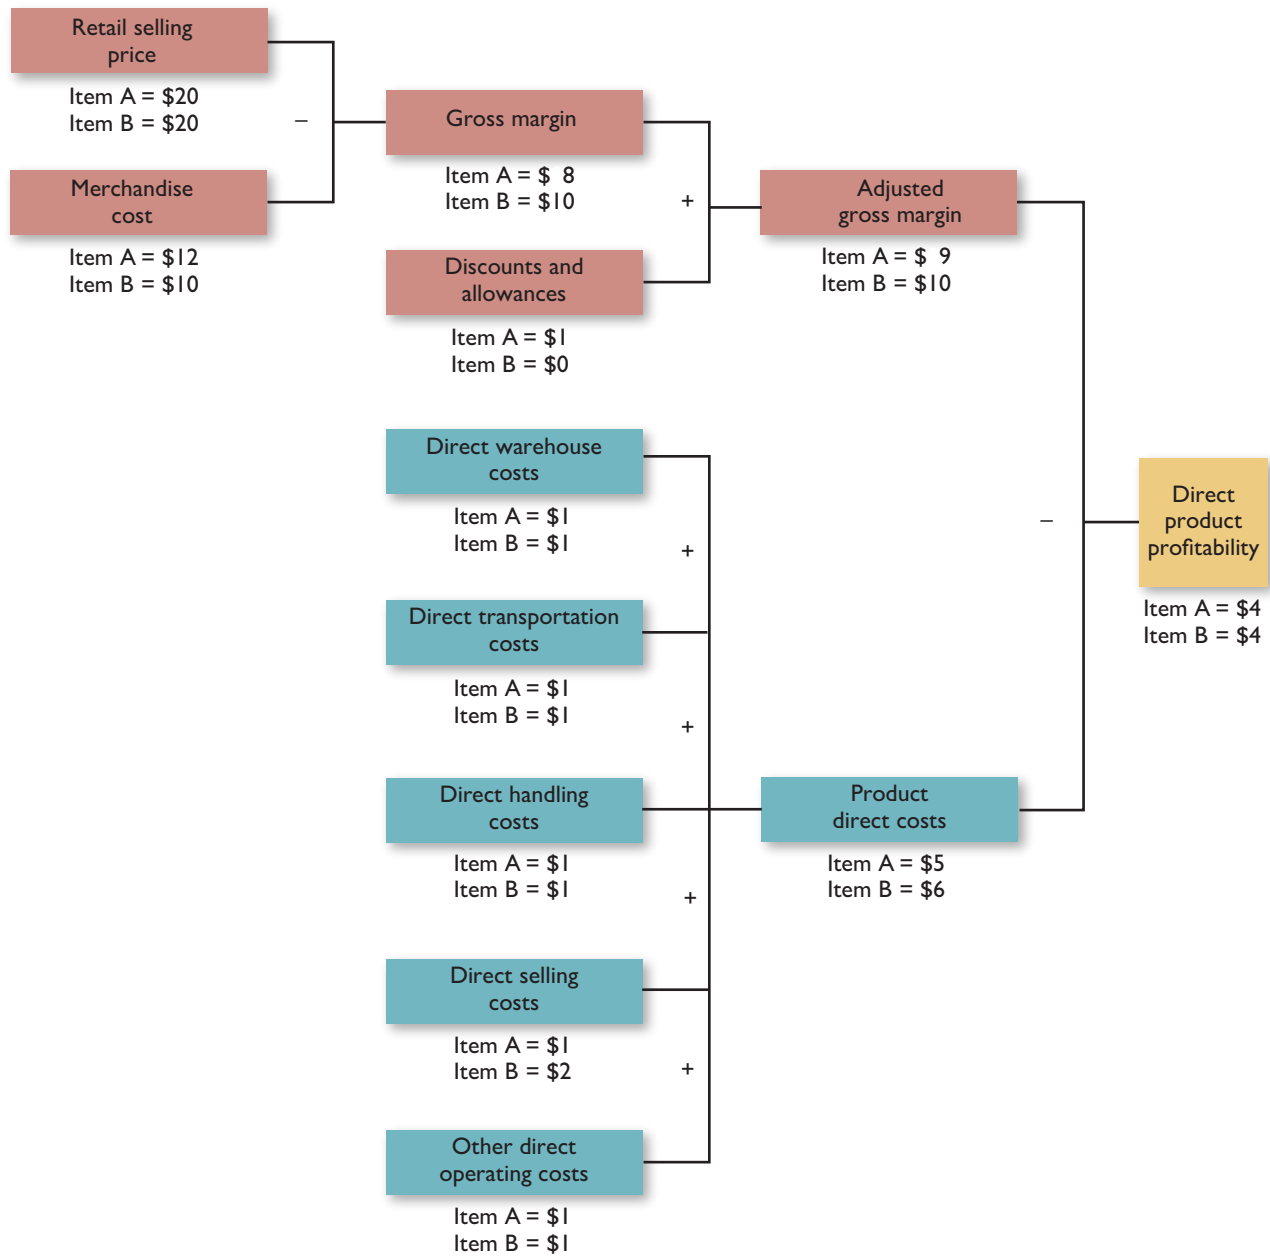 Retail selling
price
Item A = $20
Item B = $20
–
Merchandise
cost
Item A = $12
Item B = $10
Gross margin
Item A = $ 8
Item B = $10
+
Discounts and
allowances
Item A = $1
Item B = $0
Adjusted
gross margin
Item A = $ 9
Item B = $10
Direct warehouse
costs
Item A = $1
Item B = $1
+
Direct transportation
costs
Item A = $1
Item B = $1
+
Direct handling
costs
Item A = $1
Item B = $1
+
Direct selling
costs
Item A = $1
Item B = $2
+
Other direct
operating costs
Item A = $1
Item B = $1
Product
direct costs
Item A = $5
Item B = $6
–
Direct
product
profitability
Item A = $4
Item B = $4